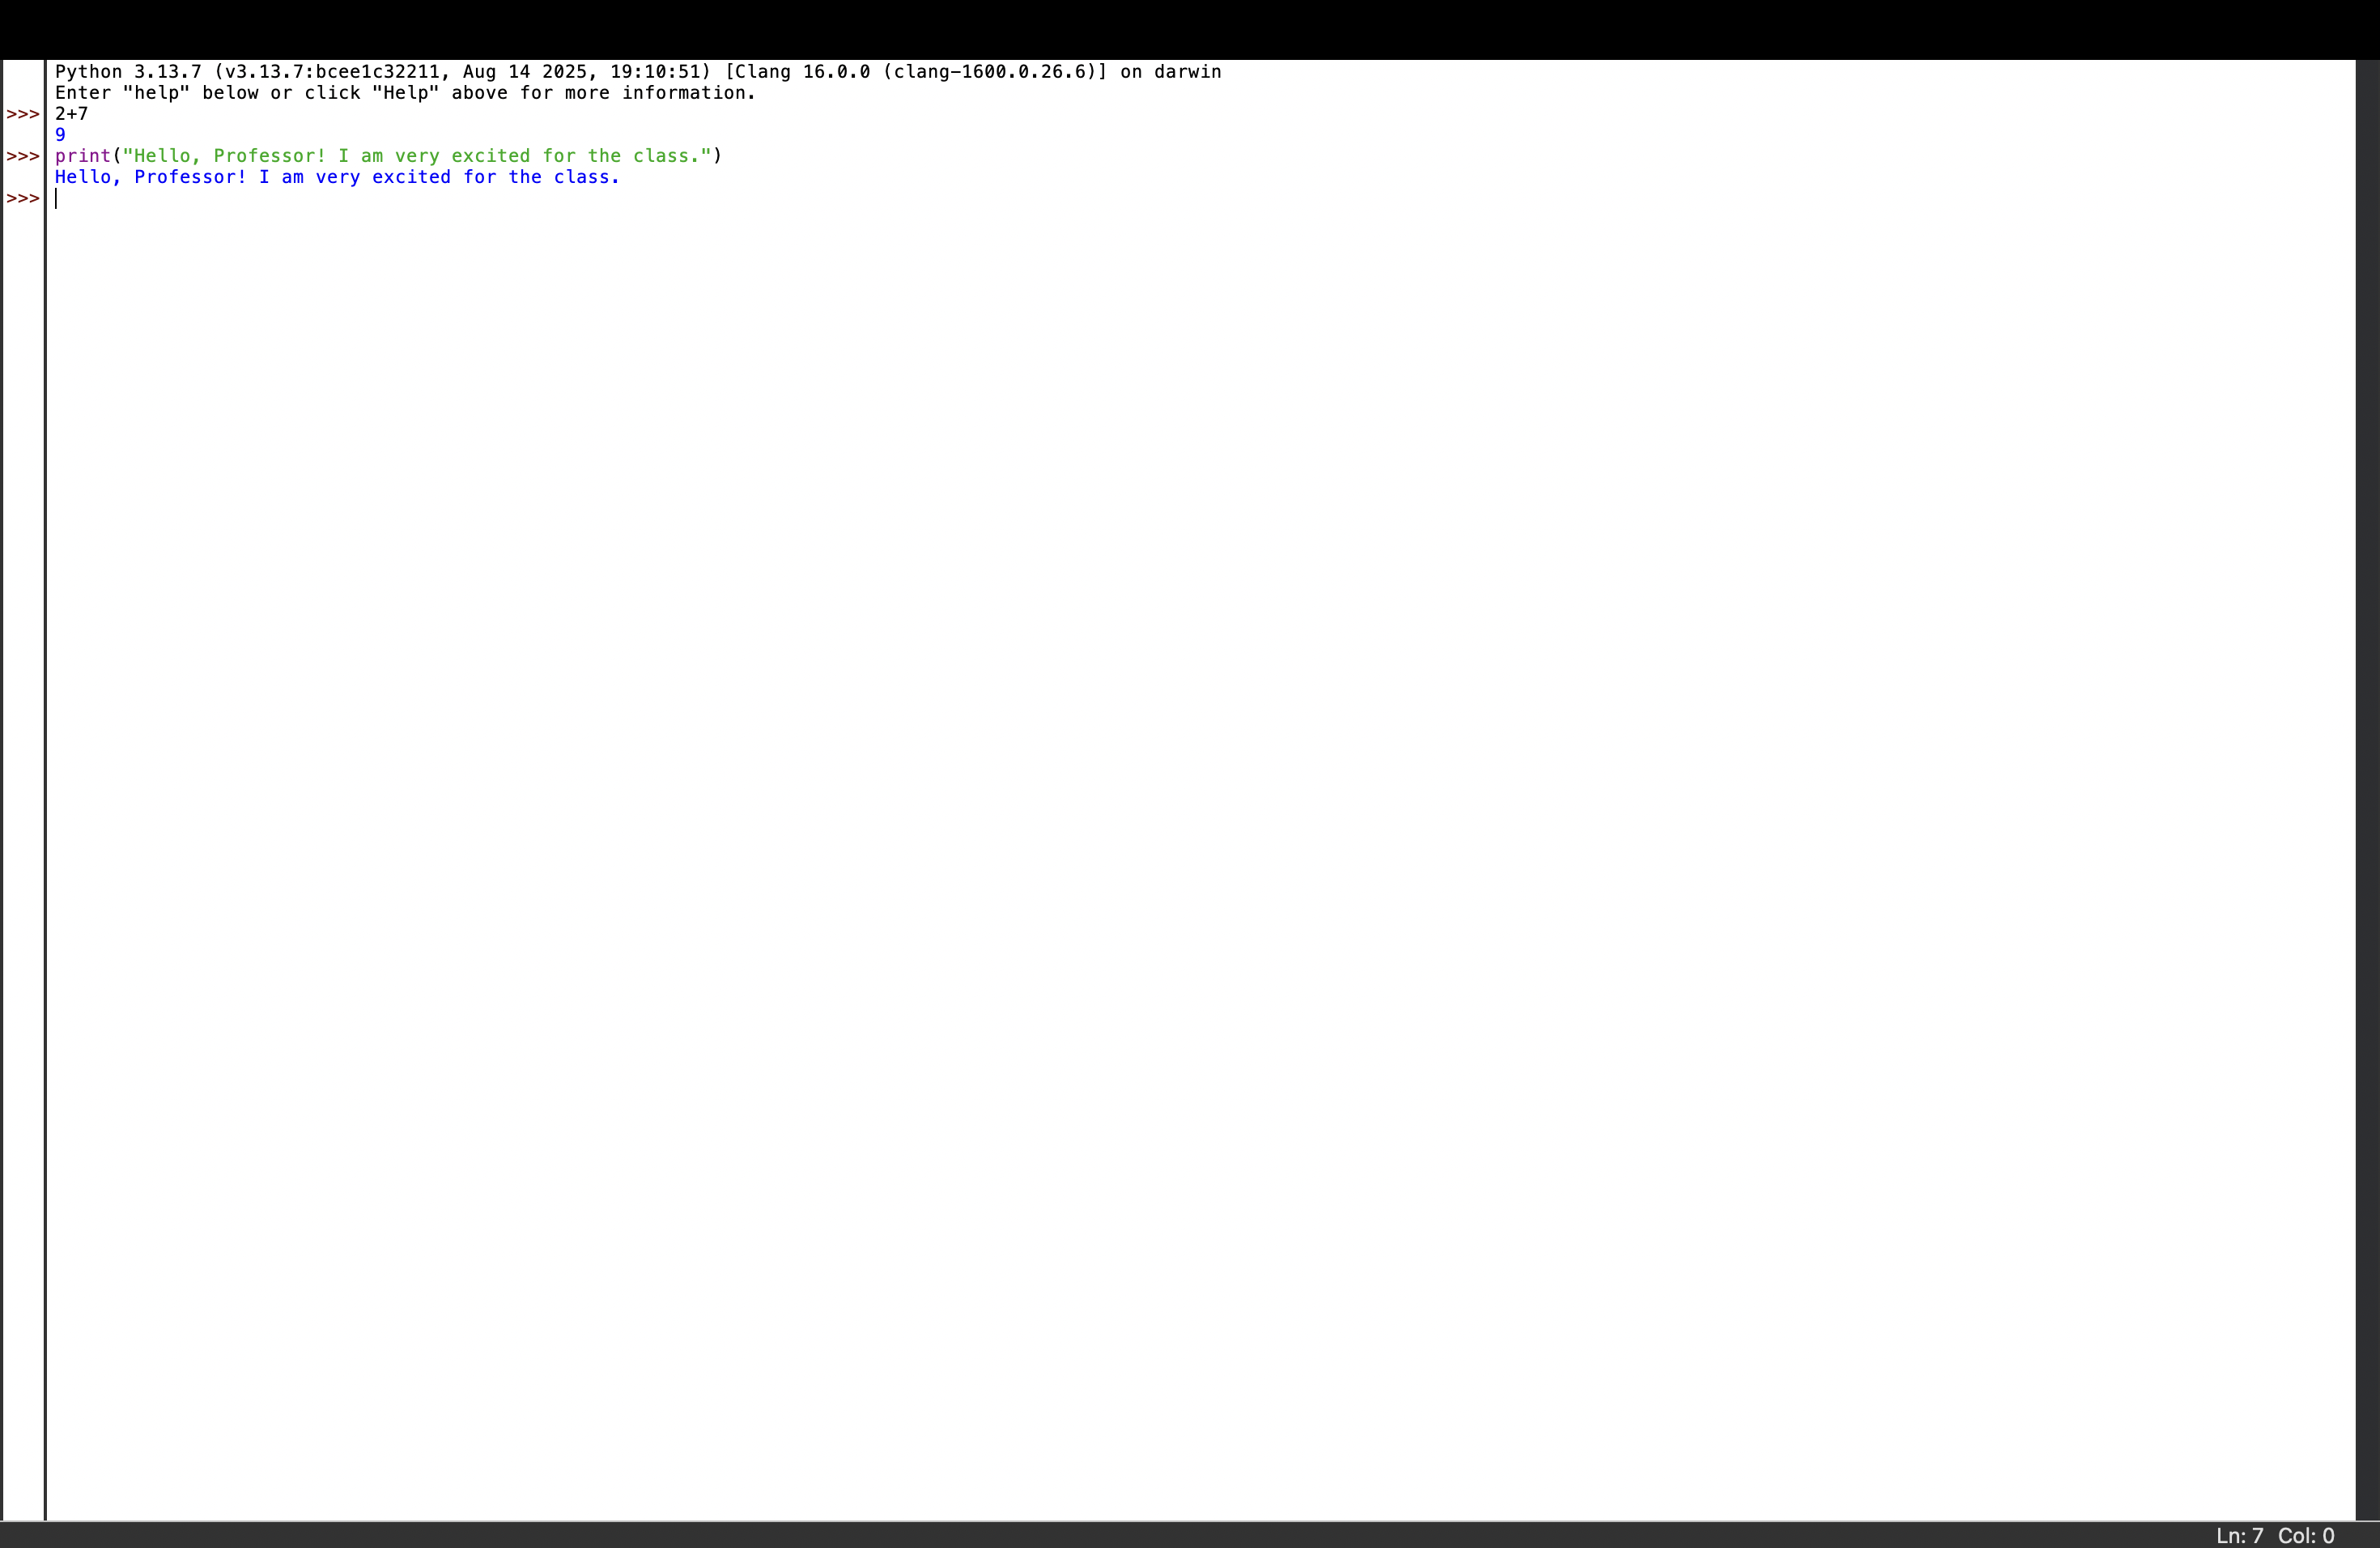 Python 3.13.7 (v3.13.7:bcee1c32211, Aug 14 2025, 19:10:51) [Clang 16.0.0 (clang-1600.0.26.6)] on darwin
Enter "help" below or click "Help" above for more information.
>>> 2+7
9
>>> print("Hello, Professor! I am very excited for the class.")
Hello, Professor! I am very excited for the class.
>>>
Ln: 7 Col: 0